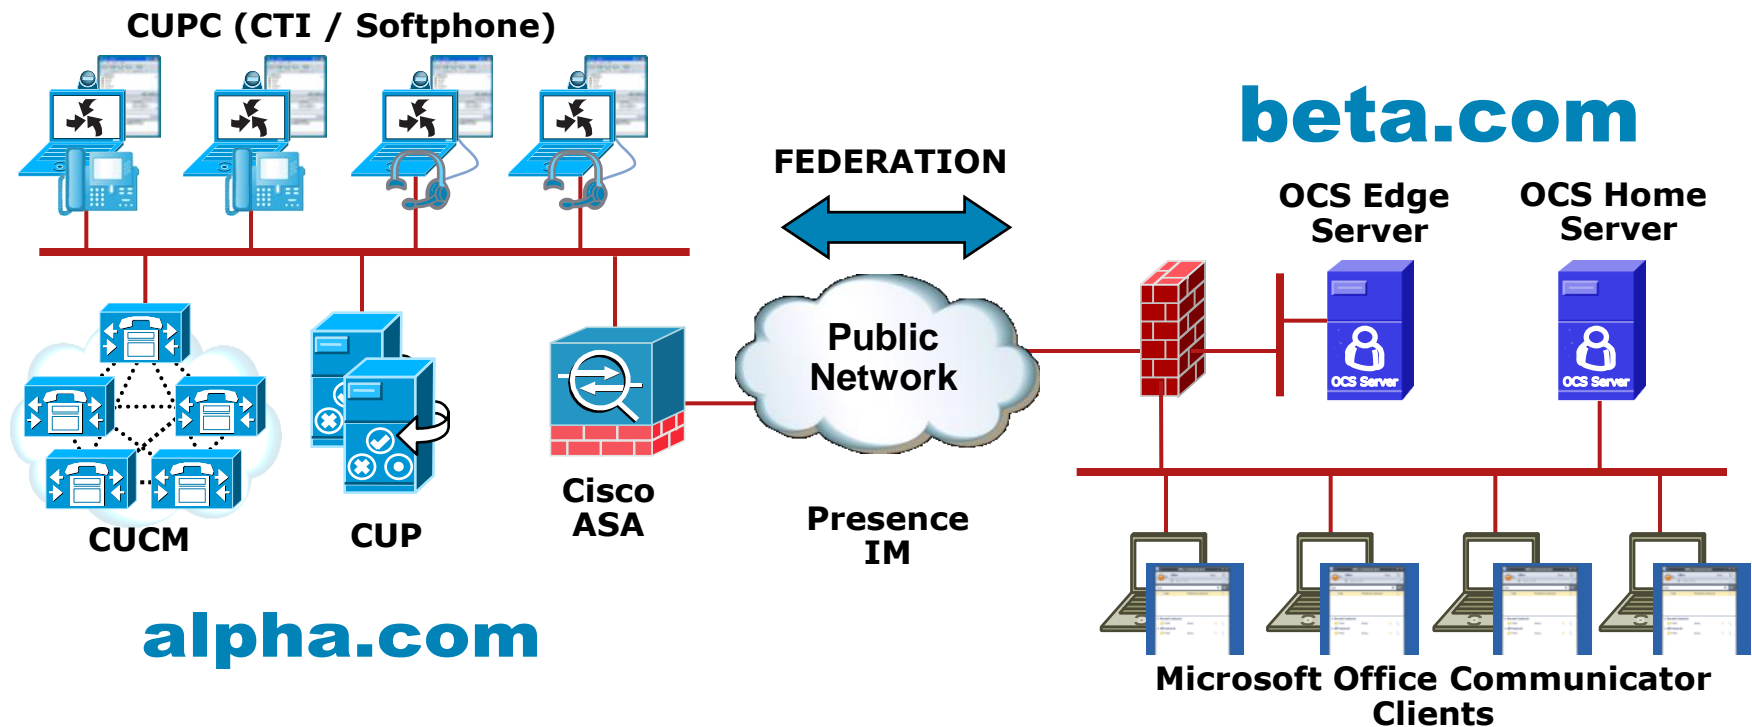 CUPC (CTI / Softphone)
beta.com
FEDERATION
OCS Edge
Server
OCS Home
Server
Public
Network
OCS Server
OCS Server
Cisco
ASA
CUCM
CUP
Presence
IM
alpha.com
Microsoft Office Communicator
Clients